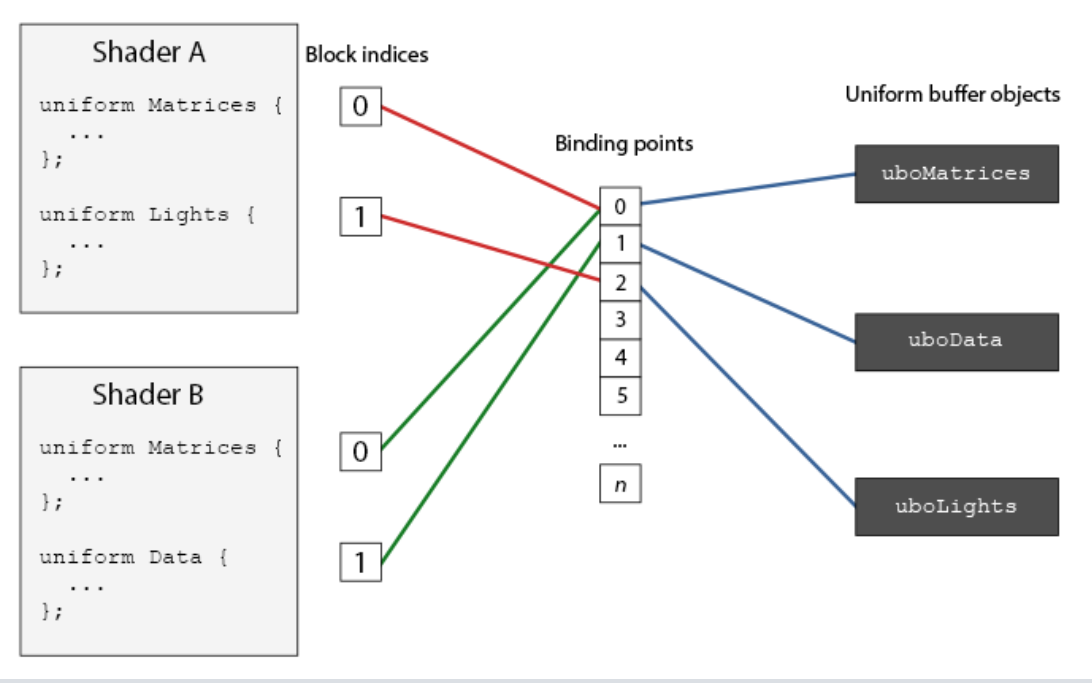 Shader A
uniform Matrices {
...
};
uniform Lights {
...
};
Block indices
0
1
Shader B
uniform Matrices {
...
};
uniform Data {
...
};
0
1
Binding points
0
1
2
3
4
5
...
n
Uniform buffer objects
uboMatrices
uboData
uboLights